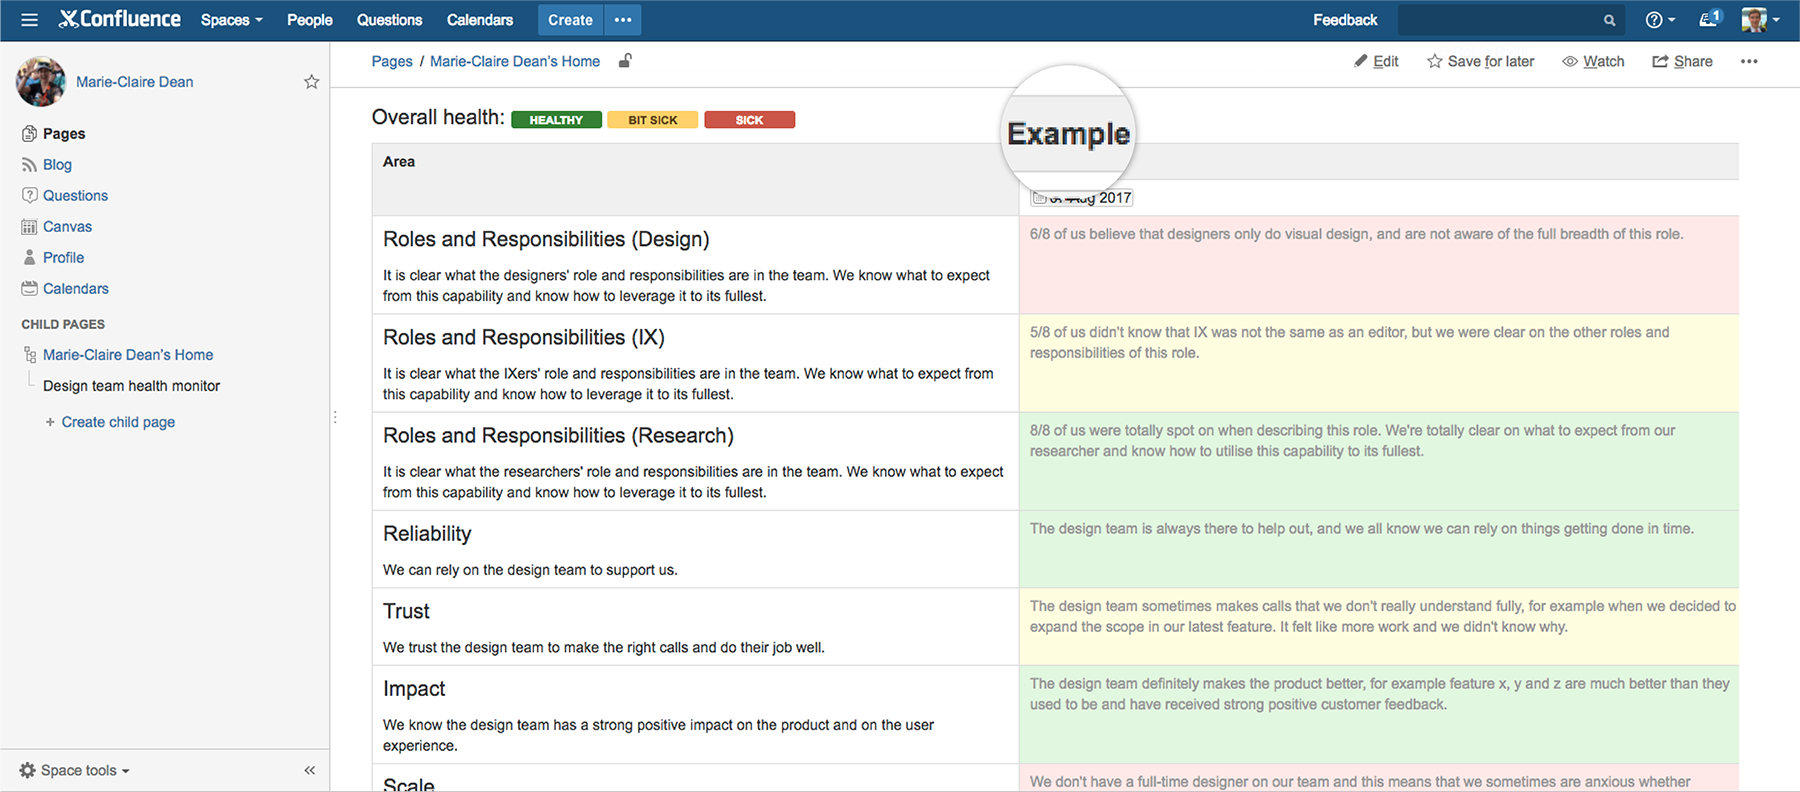 Confluence Spaces People Questions Calendars Create ••• Feedback 1
Marie-Claire Dean
Pages
Blog
Questions
Canvas
Profile
Calendars
CHILD PAGES
Marie-Claire Dean's Home
Design team health monitor
+ Create child page
Space tools
Pages / Marie-Claire Dean's Home
Edit Save for later Watch Share •••
Overall health: HEALTHY BIT SICK SICK
Area
Example
Aug 2017
Roles and Responsibilities (Design)
It is clear what the designers' role and responsibilities are in the team. We know what to expect
from this capability and know how to leverage it to its fullest.
6/8 of us believe that designers only do visual design, and are not aware of the full breadth of this role.
Roles and Responsibilities (IX)
It is clear what the IXers' role and responsibilities are in the team. We know what to expect from
this capability and know how to leverage it to its fullest.
5/8 of us didn't know that IX was not the same as an editor, but we were clear on the other roles and
responsibilities of this role.
Roles and Responsibilities (Research)
It is clear what the researchers' role and responsibilities are in the team. We know what to expect
from this capability and know how to leverage it to its fullest.
8/8 of us were totally spot on when describing this role. We're totally clear on what to expect from our
researcher and know how to utilise this capability to its fullest.
Reliability
We can rely on the design team to support us.
The design team is always there to help out, and we all know we can rely on things getting done in time.
Trust
We trust the design team to make the right calls and do their job well.
The design team sometimes makes calls that we don't really understand fully, for example when we decided to
expand the scope in our latest feature. It felt like more work and we didn't know why.
Impact
We know the design team has a strong positive impact on the product and on the user
experience.
The design team definitely makes the product better, for example feature x, y and z are much better than they
used to be and have received strong positive customer feedback.
Scale
We don't have a full-time designer on our team and this means that we sometimes are anxious whether